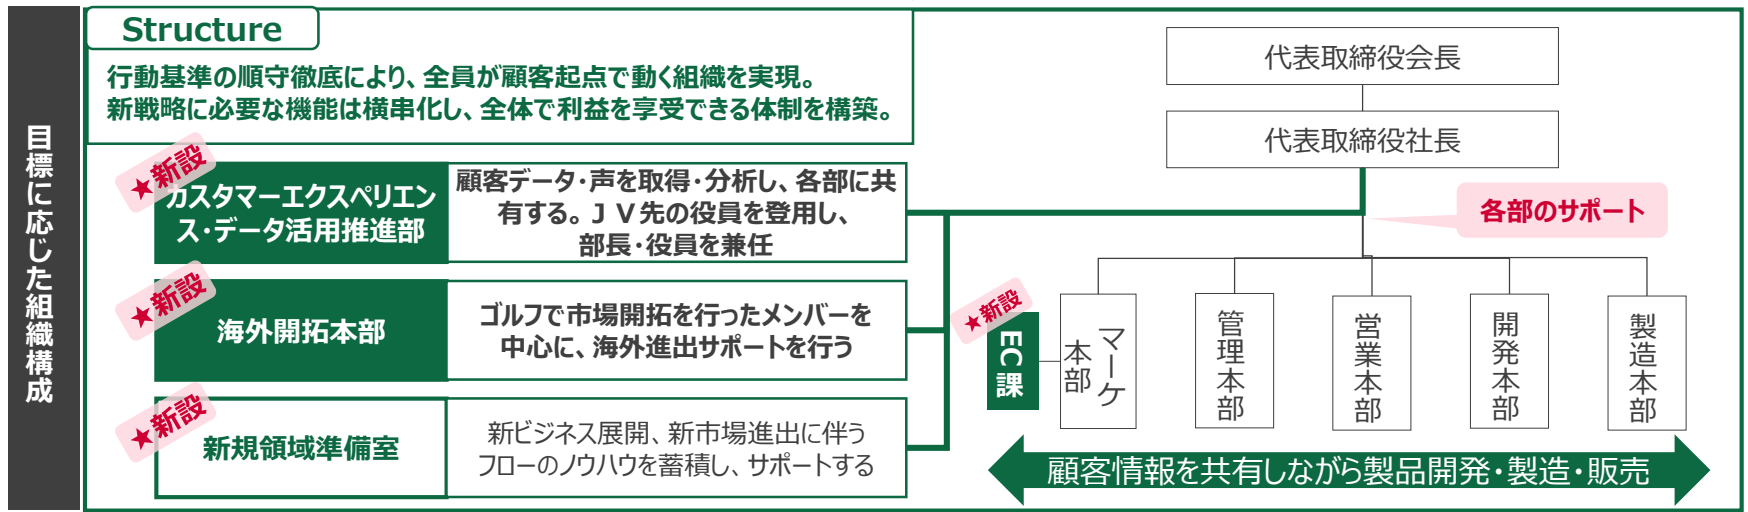 目標に応じた組織構成
Structure
行動基準の順守徹底により、全員が顧客起点で動く組織を実現。
新戦略に必要な機能は横串化し、全体で利益を享受できる体制を構築。
★新設
カスタマーエクスペリエン
ス・データ活用推進部
顧客データ・声を取得・分析し、各部に共
有する。ＪＶ先の役員を登用し、
部長・役員を兼任
★新設
海外開拓本部
ゴルフで市場開拓を行ったメンバーを
中心に、海外進出サポートを行う
★新設
新規領域準備室
新ビジネス展開、新市場進出に伴う
フローのノウハウを蓄積し、サポートする
代表取締役会長
代表取締役社長
各部のサポート
★新設
EC課
マーケ
本部
管理本部
営業本部
開発本部
製造本部
顧客情報を共有しながら製品開発・製造・販売